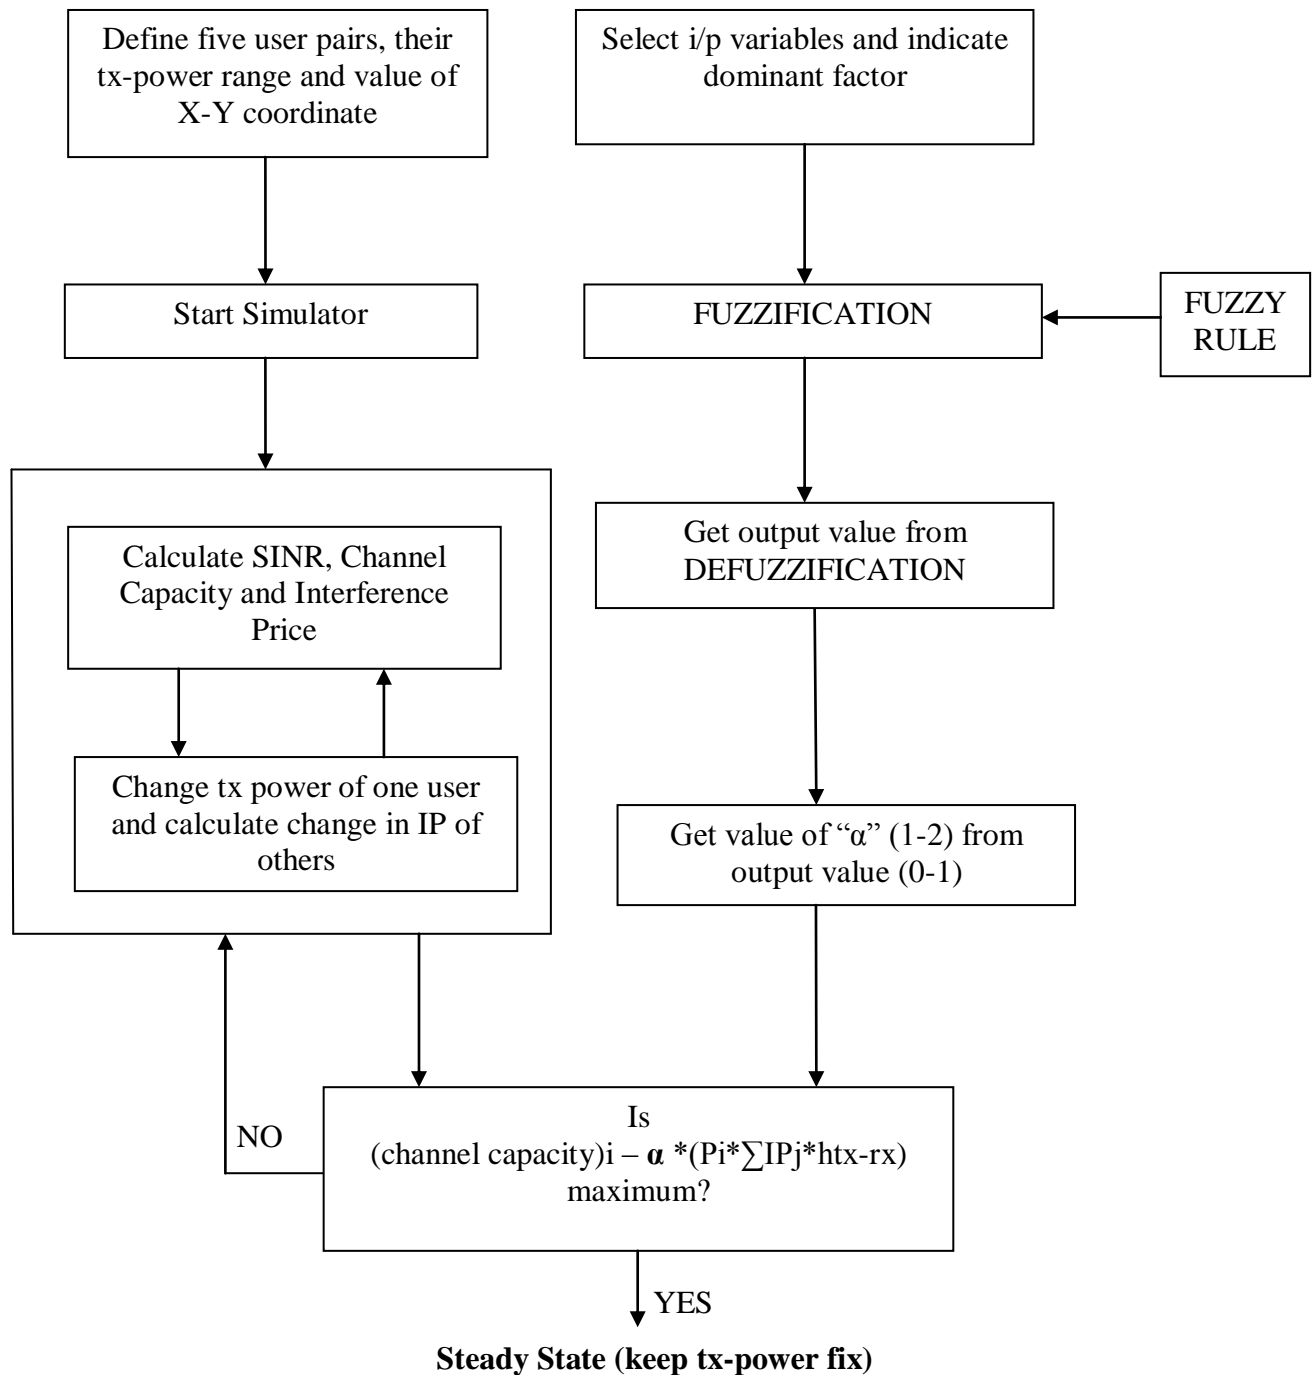 Define five user pairs, their
tx-power range and value of
X-Y coordinate
Select i/p variables and indicate
dominant factor
Start Simulator
FUZZIFICATION
FUZZY
RULE
Calculate SINR, Channel
Capacity and Interference
Price
Get output value from
DEFUZZIFICATION
Change tx power of one user
and calculate change in IP of
others
Get value of “α” (1-2) from
output value (0-1)
NO
Is
(channel capacity)i – α *(Pi*∑IPj*htx-rx)
maximum?
YES
Steady State (keep tx-power fix)